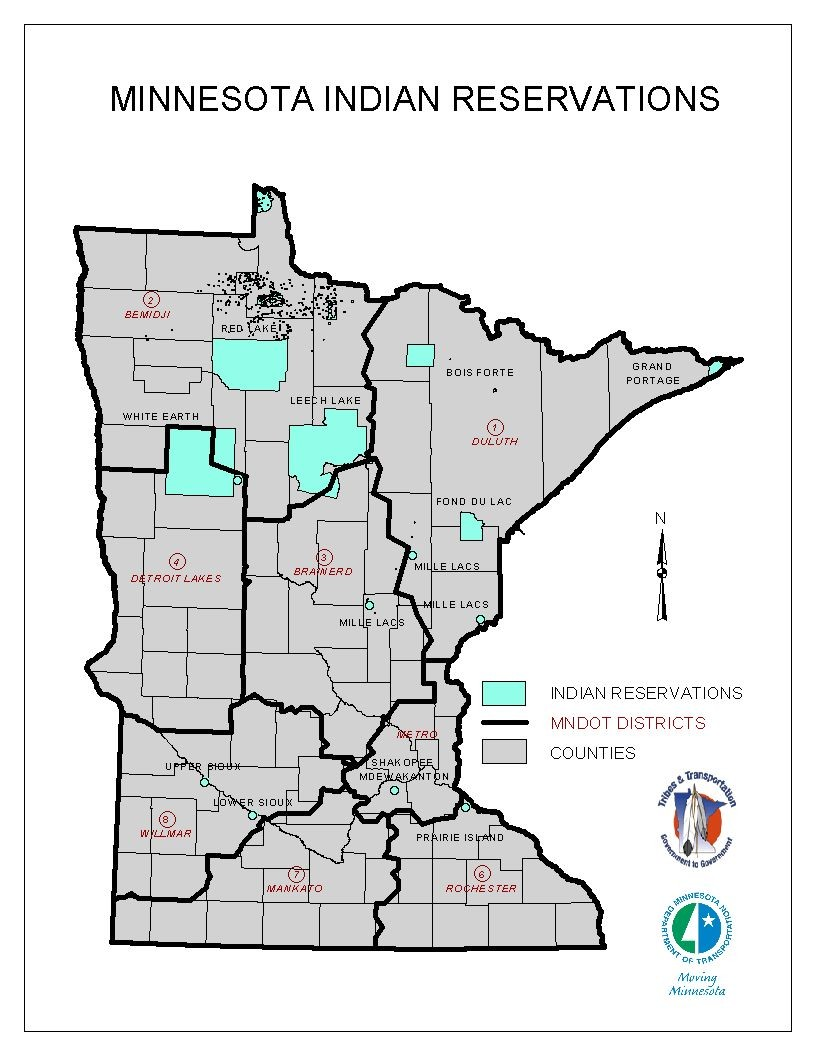 MINNESOTA INDIAN RESERVATIONS
2
BEMIDJI
RED LAKE
BOIS FORTE
GRAND
PORTAGE
LEECH LAKE
WHITE EARTH
1
DULUTH
FOND DU LAC
N
4
DETROIT LAKES
3
BRAINERD
MILLE LACS
MILLE LACS
MILLE LACS
INDIAN RESERVATIONS
MNDOT DISTRICTS
COUNTIES
METRO
SHAKOPEE
MDEWAKANTON
UPPER SIOUX
LOWER SIOUX
8
WILLMAR
PRAIRIE ISLAND
7
MANKATO
6
ROCHESTER
Tribes & Transportation
Government to Government
MINNESOTA
DEPARTMENT OF TRANSPORTATION
Moving
Minnesota